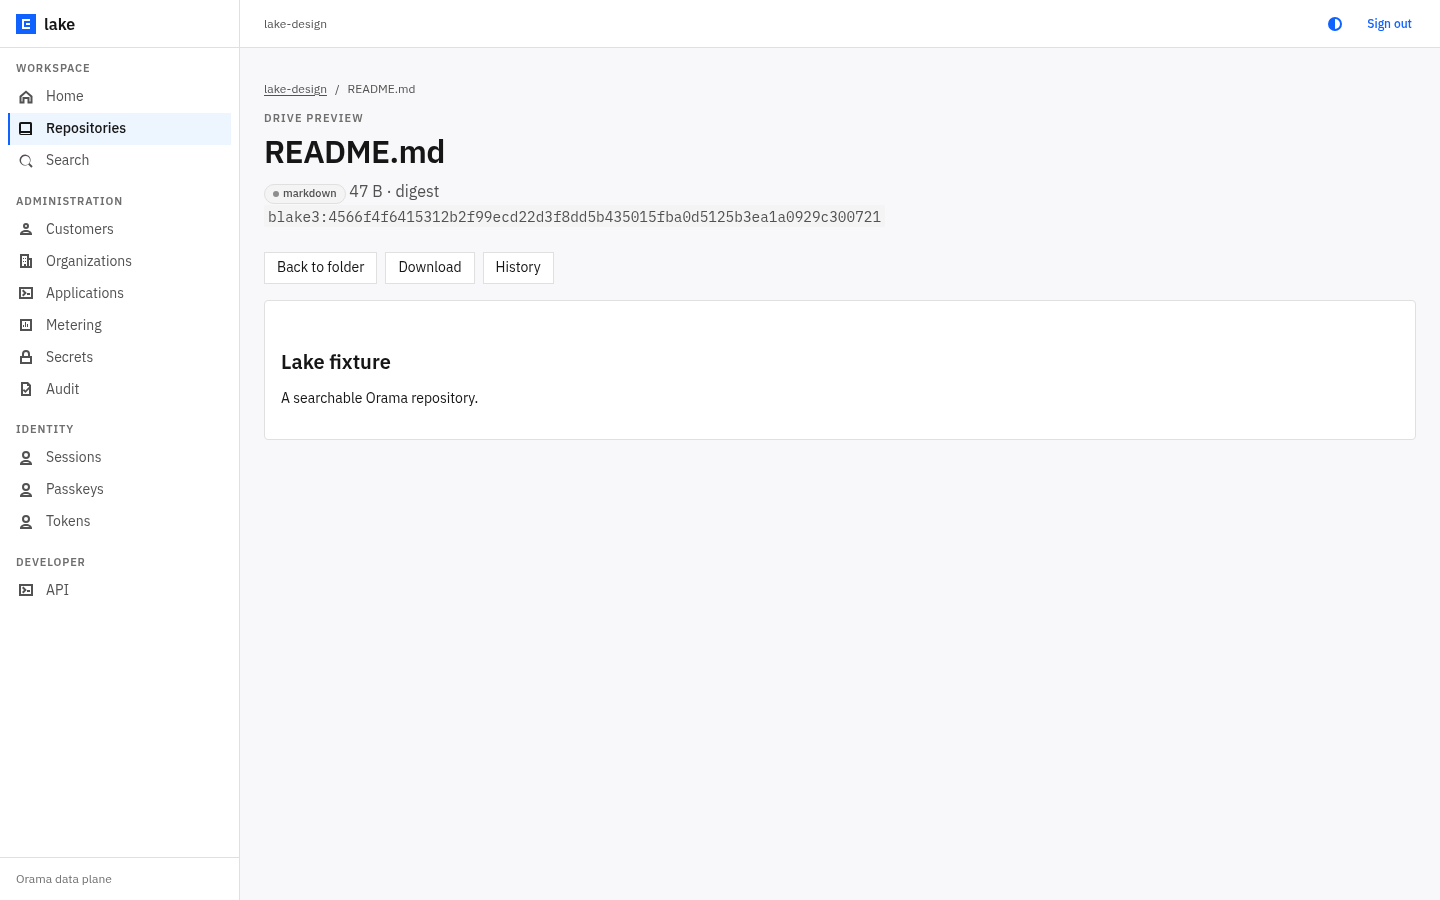 lake
lake-design
Sign out
WORKSPACE
Home
Repositories
Search
ADMINISTRATION
Customers
Organizations
Applications
Metering
Secrets
Audit
IDENTITY
Sessions
Passkeys
Tokens
DEVELOPER
API
Orama data plane
lake-design / README.md
DRIVE PREVIEW
README.md
markdown 47 B · digest
blake3:4566f4f6415312b2f99ecd22d3f8dd5b435015fba0d5125b3ea1a0929c300721
Back to folder Download History
Lake fixture
A searchable Orama repository.